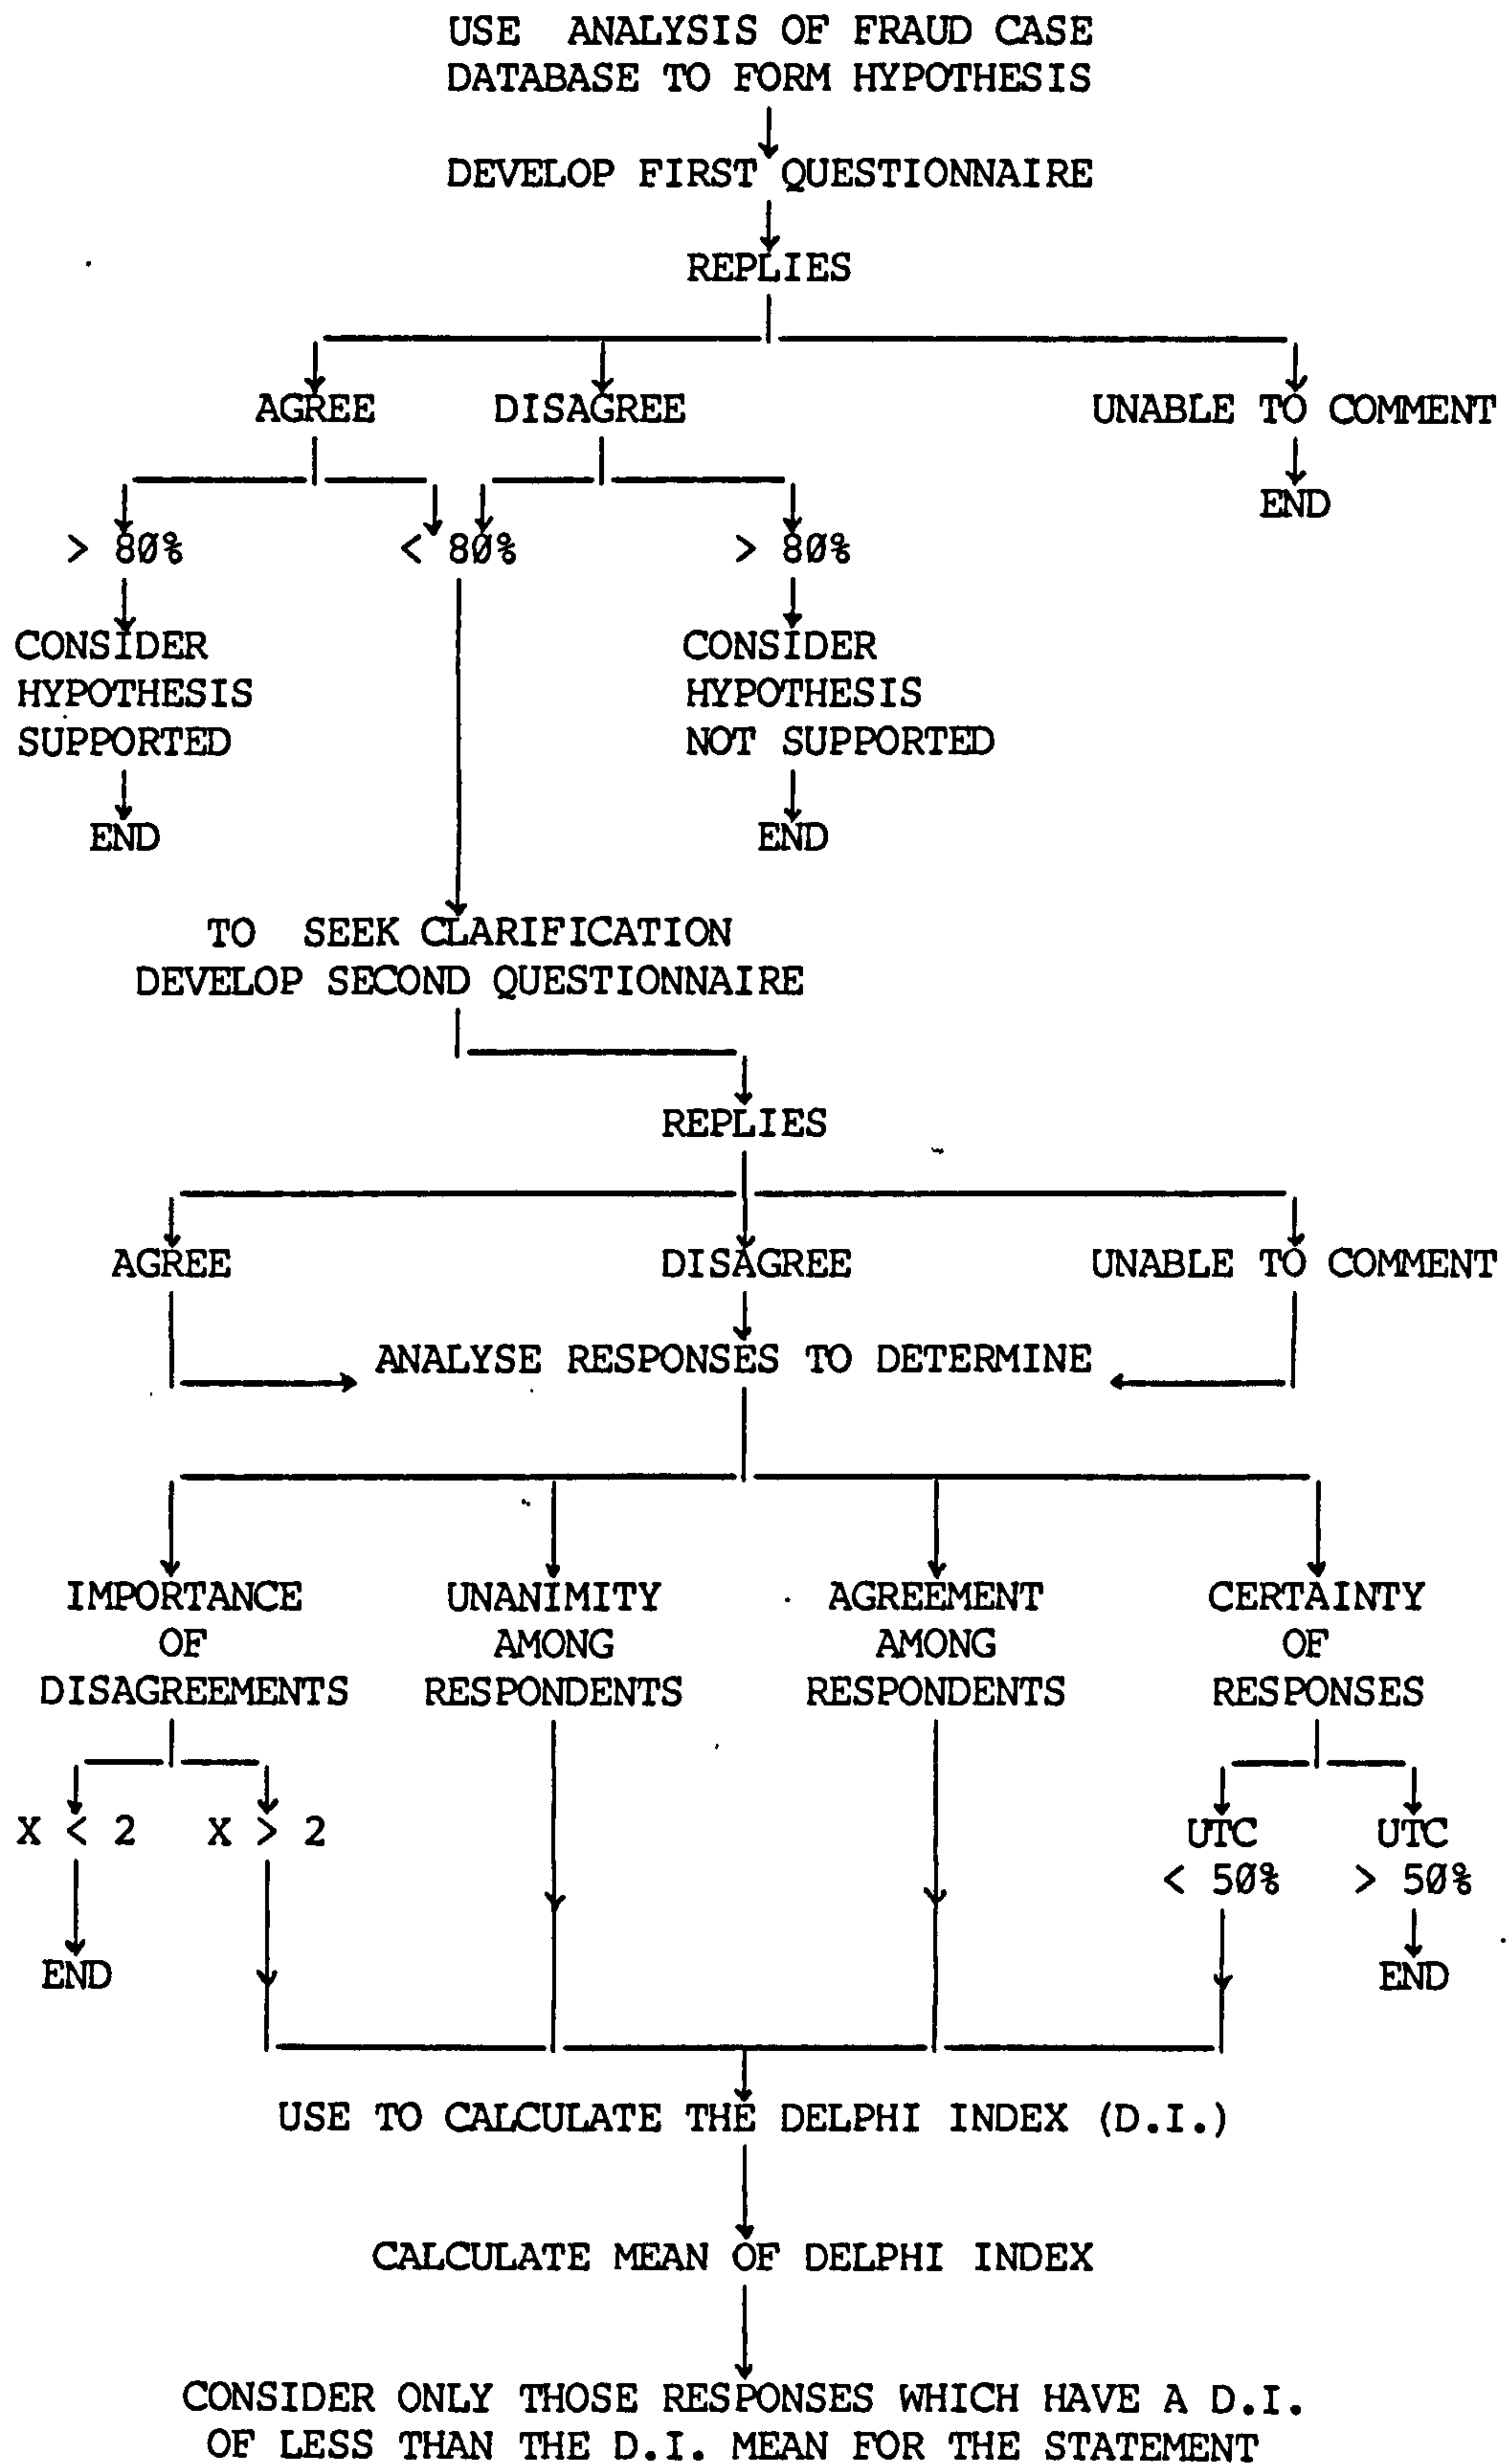 USE ANALYSIS OF FRAUD CASE
DATABASE TO FORM HYPOTHESIS
DEVELOP FIRST QUESTIONNAIRE
REPLIES
AGREE DISAGREE UNABLE TO COMMENT
END
> 80% < 80% > 80%
CONSIDER
HYPOTHESIS
SUPPORTED
END
CONSIDER
HYPOTHESIS
NOT SUPPORTED
END
TO SEEK CLARIFICATION
DEVELOP SECOND QUESTIONNAIRE
REPLIES
AGREE DISAGREE UNABLE TO COMMENT
ANALYSE RESPONSES TO DETERMINE
IMPORTANCE
OF
DISAGREEMENTS
UNANIMITY
AMONG
RESPONDENTS
AGREEMENT
AMONG
RESPONDENTS
CERTAINTY
OF
RESPONSES
X < 2 X > 2
END
UTC
< 50%
UTC
> 50%
END
USE TO CALCULATE THE DELPHI INDEX (D.I.)
CALCULATE MEAN OF DELPHI INDEX
CONSIDER ONLY THOSE RESPONSES WHICH HAVE A D.I.
OF LESS THAN THE D.I. MEAN FOR THE STATEMENT